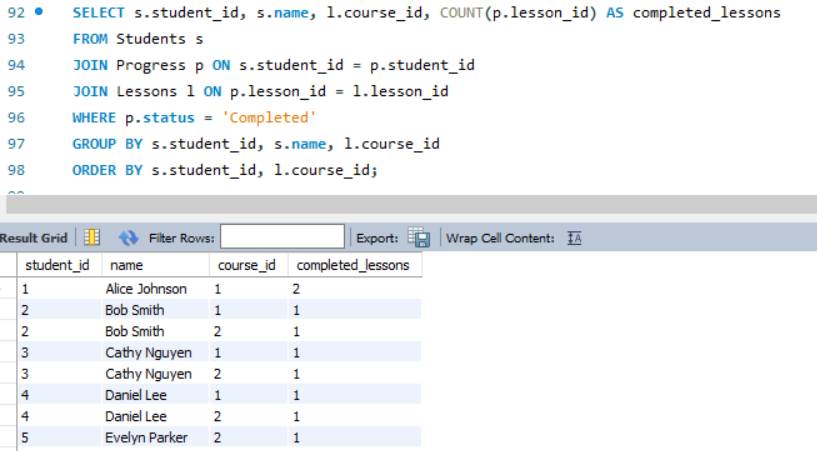 92 SELECT s.student_id, s.name, l.course_id, COUNT(p.lesson_id) AS completed_lessons
93 FROM Students s
94 JOIN Progress p ON s.student_id = p.student_id
95 JOIN Lessons l ON p.lesson_id = l.lesson_id
96 WHERE p.status = 'Completed'
97 GROUP BY s.student_id, s.name, l.course_id
98 ORDER BY s.student_id, l.course_id;
Result Grid Filter Rows: Export: Wrap Cell Content: IA
student_id name course_id completed_lessons
1 Alice Johnson 1 2
2 Bob Smith 1 1
2 Bob Smith 2 1
3 Cathy Nguyen 1 1
3 Cathy Nguyen 2 1
4 Daniel Lee 1 1
4 Daniel Lee 2 1
5 Evelyn Parker 2 1